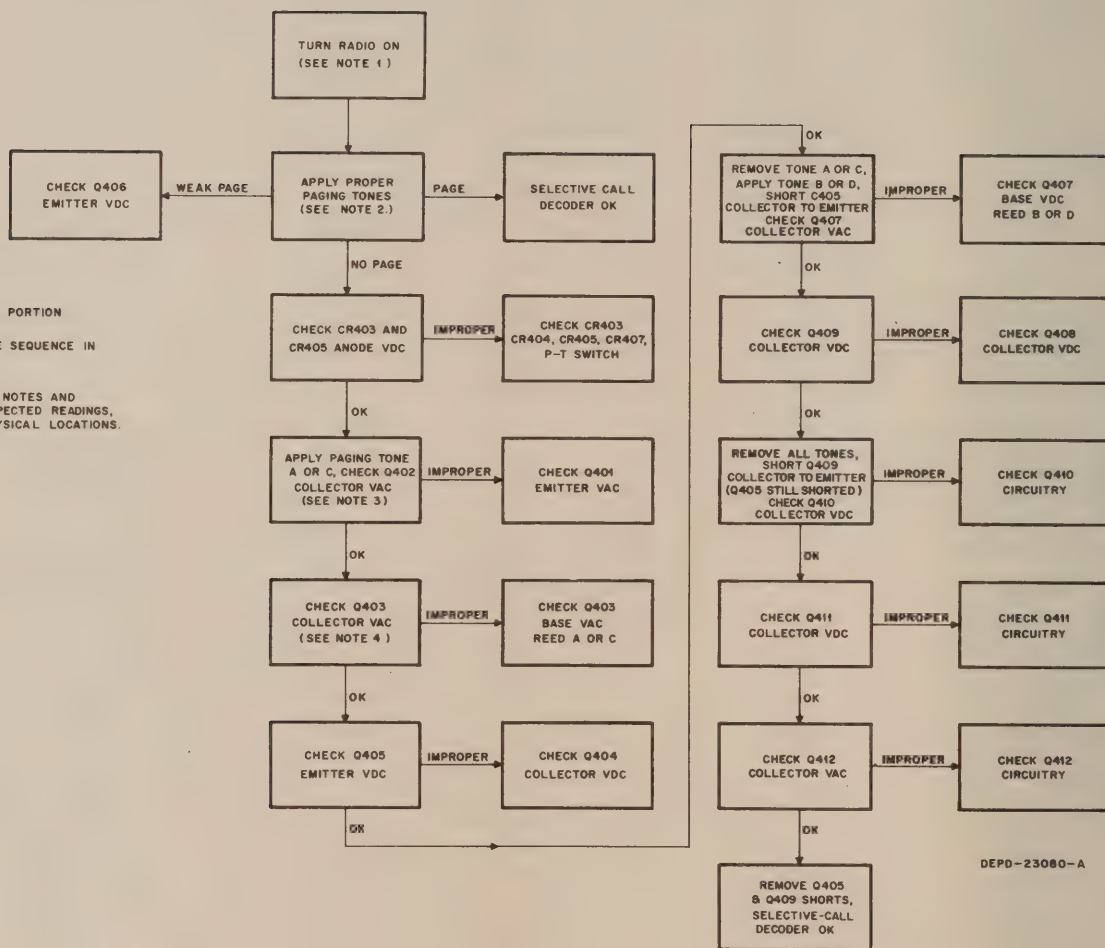 TURN RADIO ON
(SEE NOTE 1)
CHECK Q406
EMITTER VDC
WEAK PAGE
APPLY PROPER
PAGING TONES
(SEE NOTE 2.)
PAGE
SELECTIVE CALL
DECODER OK
NO PAGE
PORTION
E SEQUENCE IN
NOTES AND
PECTED READINGS,
YSICAL LOCATIONS.
CHECK CR403 AND
CR405 ANODE VDC
IMPROPER
CHECK CR403
CR404, CR405, CR407,
P-T SWITCH
OK
APPLY PAGING TONE
A OR C, CHECK Q402
COLLECTOR VAC
(SEE NOTE 3)
IMPROPER
CHECK Q401
EMITTER VAC
OK
CHECK Q403
COLLECTOR VAC
(SEE NOTE 4)
IMPROPER
CHECK Q403
BASE VAC
REED A OR C
OK
CHECK Q405
EMITTER VDC
IMPROPER
CHECK Q404
COLLECTOR VDC
OK
OK
REMOVE TONE A OR C,
APPLY TONE B OR D,
SHORT C405
COLLECTOR TO EMITTER
CHECK Q407
COLLECTOR VAC
IMPROPER
CHECK Q407
BASE VDC
REED B OR D
OK
CHECK Q409
COLLECTOR VDC
IMPROPER
CHECK Q408
COLLECTOR VDC
OK
REMOVE ALL TONES,
SHORT Q409
COLLECTOR TO EMITTER
(Q405 STILL SHORTED)
CHECK Q410
COLLECTOR VDC
IMPROPER
CHECK Q410
CIRCUITRY
OK
CHECK Q411
COLLECTOR VDC
IMPROPER
CHECK Q411
CIRCUITRY
OK
CHECK Q412
COLLECTOR VAC
IMPROPER
CHECK Q412
CIRCUITRY
OK
REMOVE Q405
& Q409 SHORTS,
SELECTIVE-CALL
DECODER OK
DEPD-23080-A